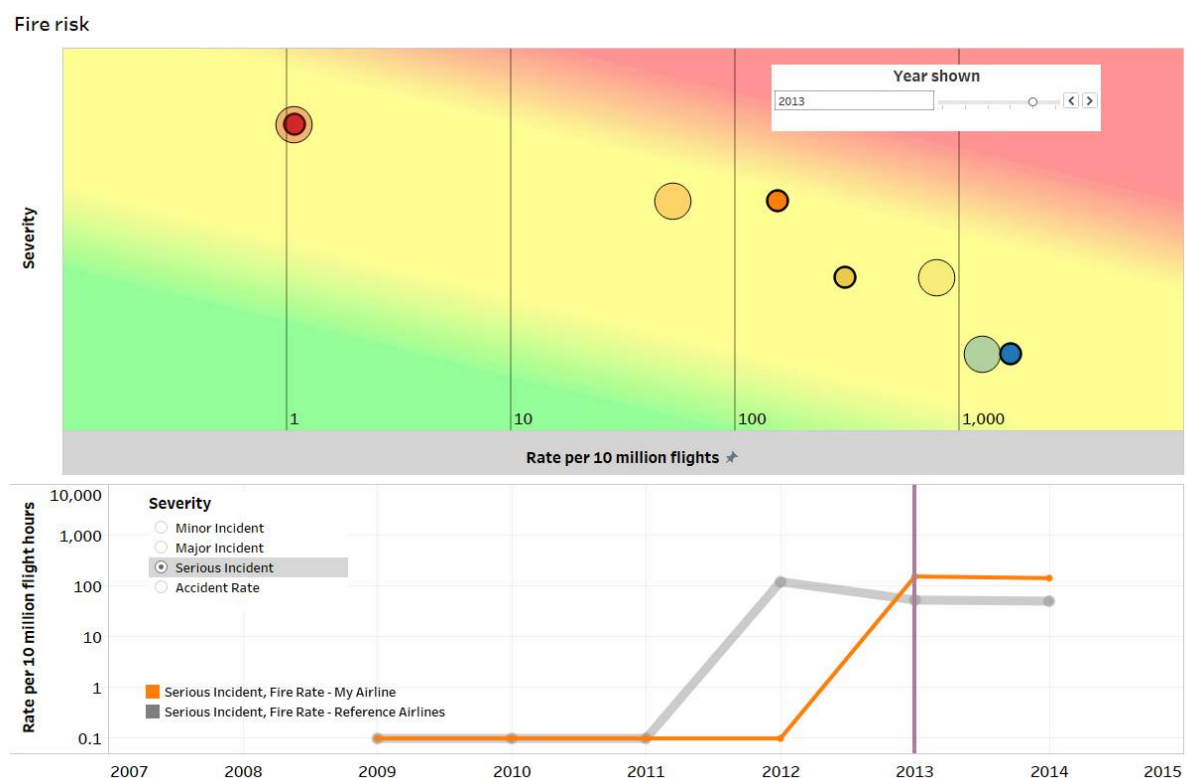 Fire risk
Year shown
2013
Severity
1
10
100
1,000
Rate per 10 million flights
Rate per 10 million flight hours
10,000
1,000
100
10
1
0.1
Severity
Minor Incident
Major Incident
Serious Incident
Accident Rate
Serious Incident, Fire Rate - My Airline
Serious Incident, Fire Rate - Reference Airlines
2007
2008
2009
2010
2011
2012
2013
2014
2015